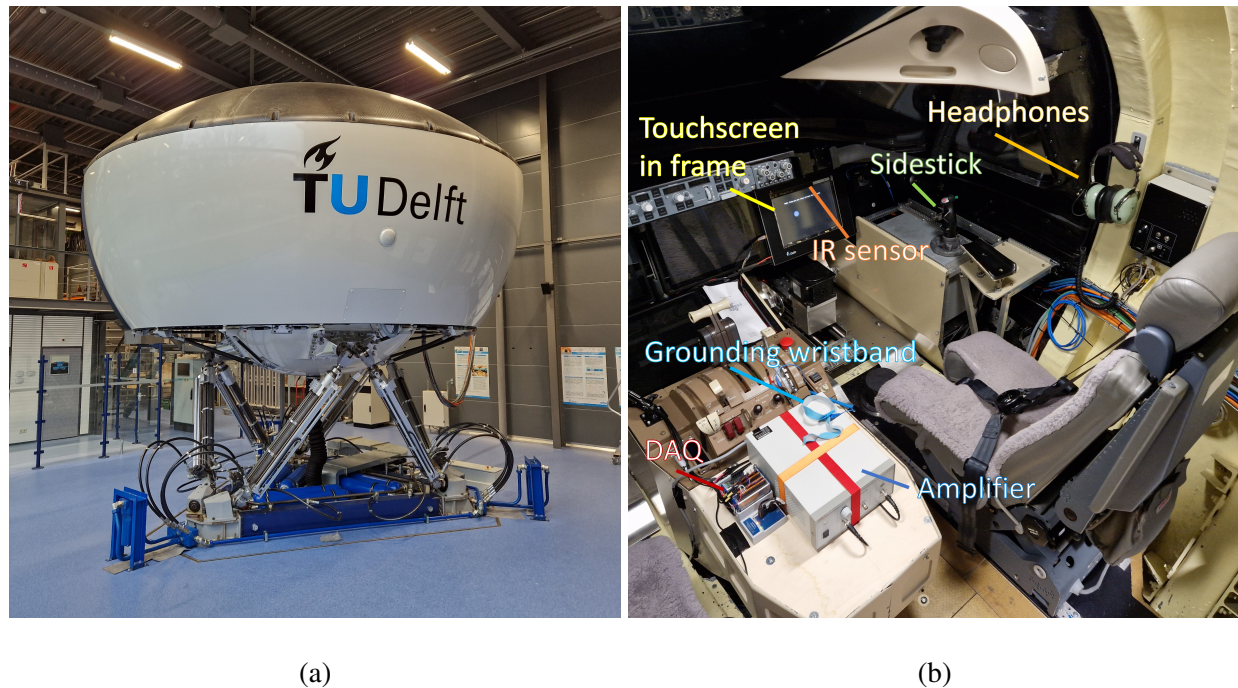 TU Delft
Headphones
Touchscreen
in frame
Sidestick
IR sensor
Grounding wristband
DAQ
Amplifier
(a)
(b)